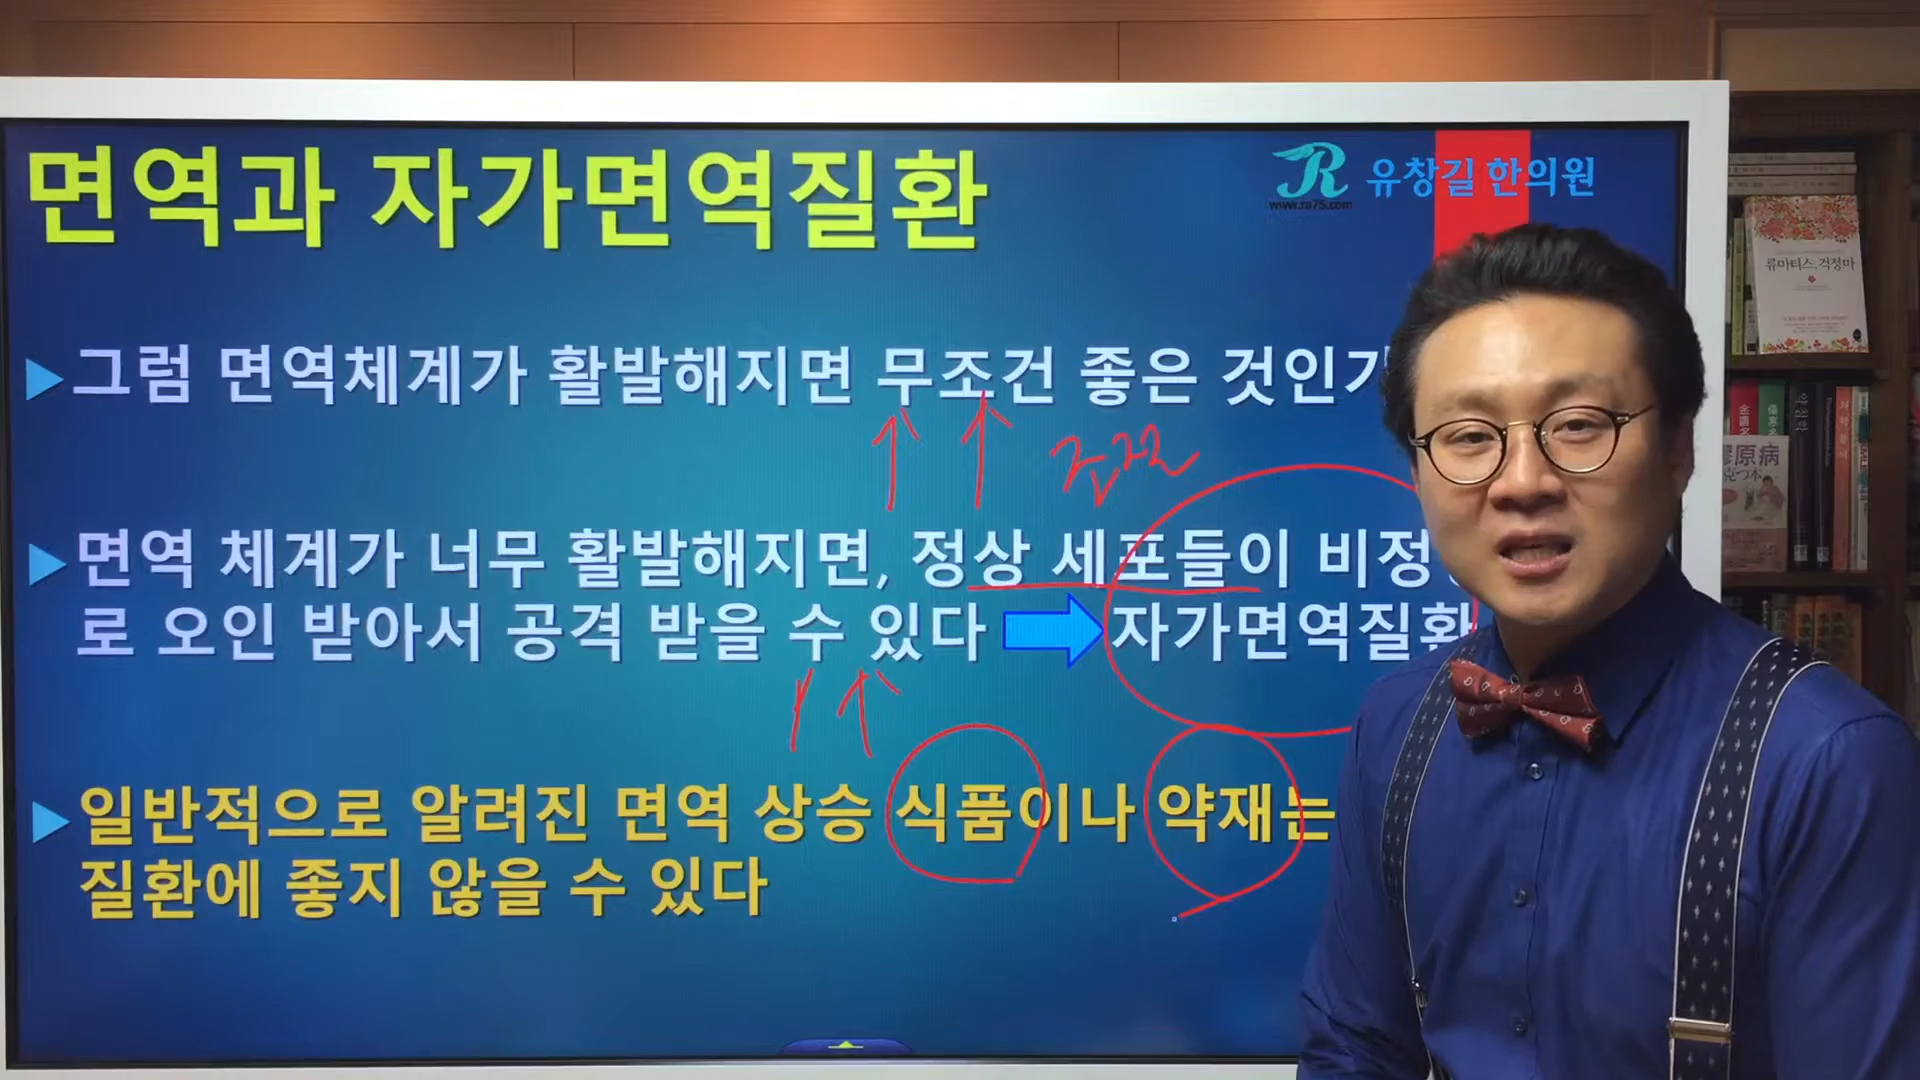 면역과 자가면역질환
R
www.ra75.com
유창길 한의원
그럼 면역체계가 활발해지면 무조건 좋은 것인가
조절
면역 체계가 너무 활발해지면, 정상 세포들이 비정
로 오인 받아서 공격 받을 수 있다
자가면역질환
일반적으로 알려진 면역 상승 식품이나 약재는
질환에 좋지 않을 수 있다
류마티스, 걱정마
膠原病